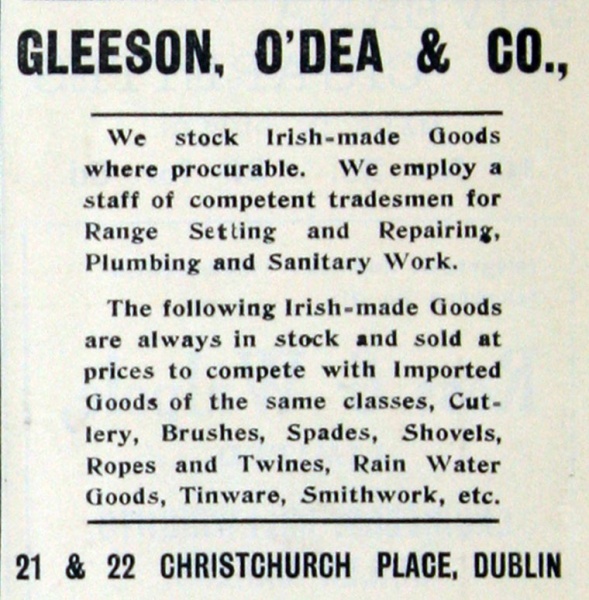 GLEESON, O'DEA & CO.,
We stock Irish-made Goods
where procurable. We employ a
staff of competent tradesmen for
Range Setting and Repairing,
Plumbing and Sanitary Work.
The following Irish-made Goods
are always in stock and sold at
prices to compete with Imported
Goods of the same classes, Cut-
lery, Brushes, Spades, Shovels,
Ropes and Twines, Rain Water
Goods, Tinware, Smithwork, etc.
21 & 22 CHRISTCHURCH PLACE, DUBLIN